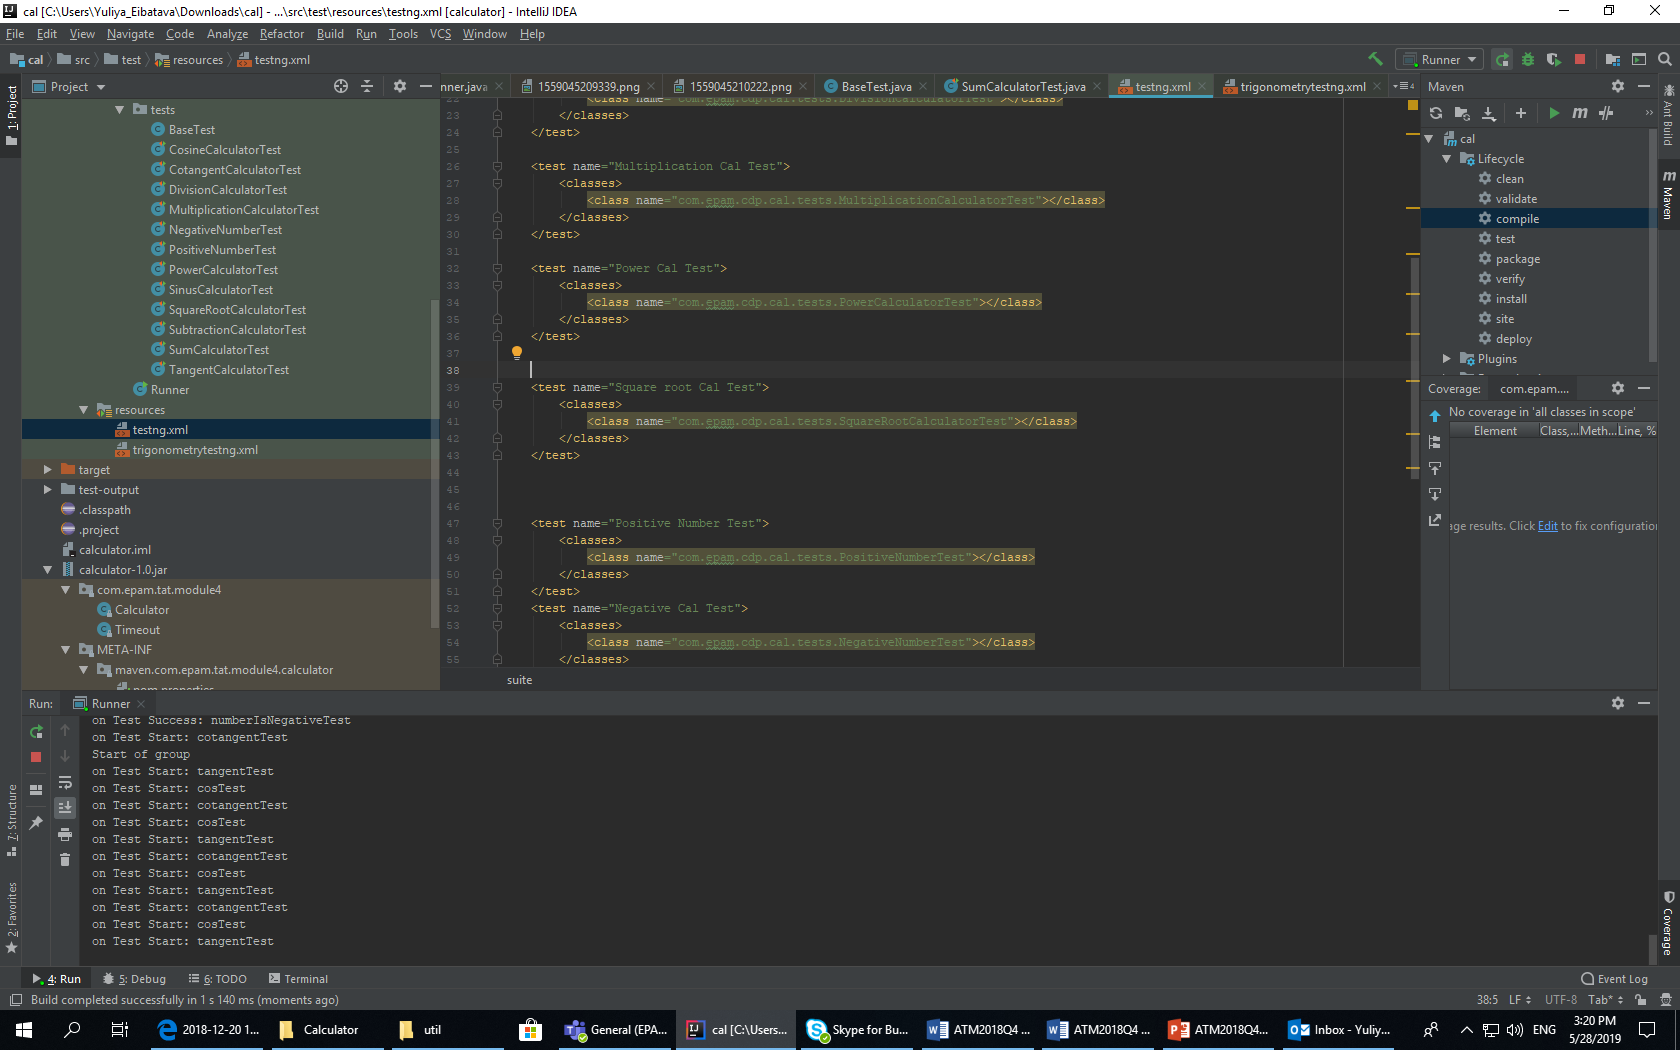 cal [C:\Users\Yuliya_Eibatava\Downloads\cal] - ...\src\test\resources\testng.xml [calculator] - IntelliJ IDEA
File Edit View Navigate Code Analyze Refactor Build Run Tools VCS Window Help
cal src test resources testng.xml
Runner
1: Project
Project
tests
BaseTest
CosineCalculatorTest
CotangentCalculatorTest
DivisionCalculatorTest
MultiplicationCalculatorTest
NegativeNumberTest
PositiveNumberTest
PowerCalculatorTest
SinusCalculatorTest
SquareRootCalculatorTest
SubtractionCalculatorTest
SumCalculatorTest
TangentCalculatorTest
Runner
resources
testng.xml
trigonometrytestng.xml
target
test-output
.classpath
.project
calculator.iml
calculator-1.0.jar
com.epam.tat.module4
Calculator
Timeout
META-INF
maven.com.epam.tat.module4.calculator
pom.properties
nner.java 1559045209339.png 1559045210222.png BaseTest.java SumCalculatorTest.java testng.xml trigonometrytestng.xml 4
22 <class name="com.epam.cdp.cal.tests.DivisionCalculatorTest"></class>
23 </classes>
24 </test>
25
26 <test name="Multiplication Cal Test">
27 <classes>
28 <class name="com.epam.cdp.cal.tests.MultiplicationCalculatorTest"></class>
29 </classes>
30 </test>
31
32 <test name="Power Cal Test">
33 <classes>
34 <class name="com.epam.cdp.cal.tests.PowerCalculatorTest"></class>
35 </classes>
36 </test>
37
38
39 <test name="Square root Cal Test">
40 <classes>
41 <class name="com.epam.cdp.cal.tests.SquareRootCalculatorTest"></class>
42 </classes>
43 </test>
44
45
46
47 <test name="Positive Number Test">
48 <classes>
49 <class name="com.epam.cdp.cal.tests.PositiveNumberTest"></class>
50 </classes>
51 </test>
52 <test name="Negative Cal Test">
53 <classes>
54 <class name="com.epam.cdp.cal.tests.NegativeNumberTest"></class>
55 </classes>
suite
Maven
cal
Lifecycle
clean
validate
compile
test
package
verify
install
site
deploy
Plugins
Coverage: com.epam....
No coverage in 'all classes in scope'
Element Class,... Meth... Line, %
age results. Click Edit to fix configuration
Ant Build
Maven
Coverage
Run: Runner
on Test Success: numberIsNegativeTest
on Test Start: cotangentTest
Start of group
on Test Start: tangentTest
on Test Start: cosTest
on Test Start: cotangentTest
on Test Start: cosTest
on Test Start: tangentTest
on Test Start: cotangentTest
on Test Start: cosTest
on Test Start: tangentTest
on Test Start: cotangentTest
on Test Start: cosTest
on Test Start: tangentTest
7: Structure
2: Favorites
4: Run 5: Debug 6: TODO Terminal Event Log
Build completed successfully in 1 s 140 ms (moments ago) 38:5 LF UTF-8 Tab*
2018-12-20 1... Calculator util General (EPA... cal [C:\Users... Skype for Bu... ATM2018Q4 ... ATM2018Q4 ... ATM2018Q4... Inbox - Yuliy... ENG 3:20 PM
5/28/2019